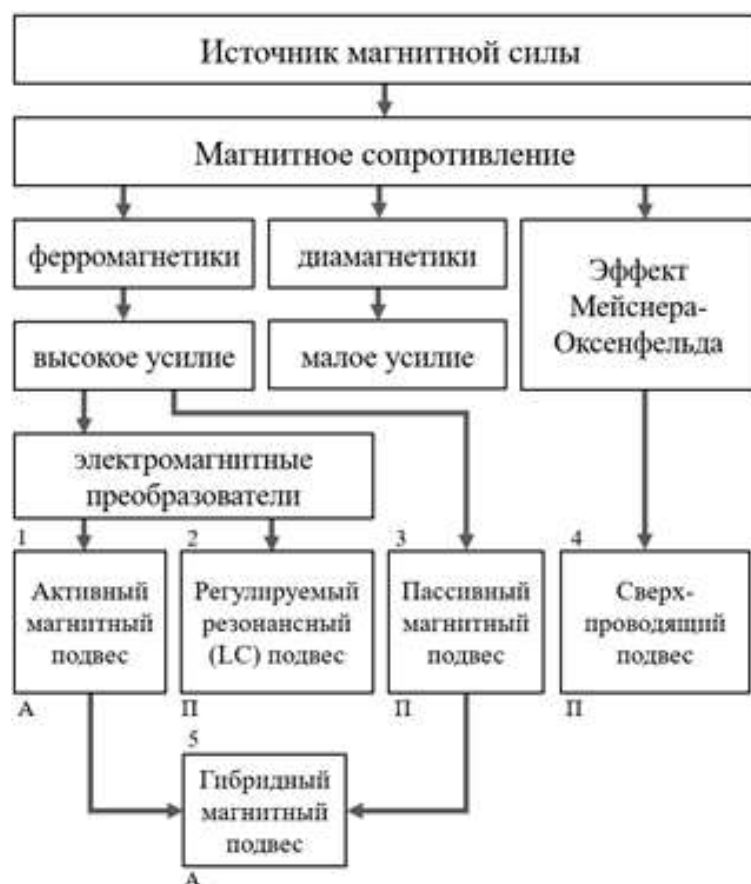 Источник магнитной силы
Магнитное сопротивление
ферромагнетики
диамагнетики
Эффект
Мейснера-
Оксенфельда
высокое усилие
малое усилие
электромагнитные
преобразователи
1
Активный
магнитный
подвес
А
2
Регулируемый
резонансный
(LC) подвес
П
3
Пассивный
магнитный
подвес
П
4
Сверх-
проводящий
подвес
П
5
Гибридный
магнитный
подвес
А